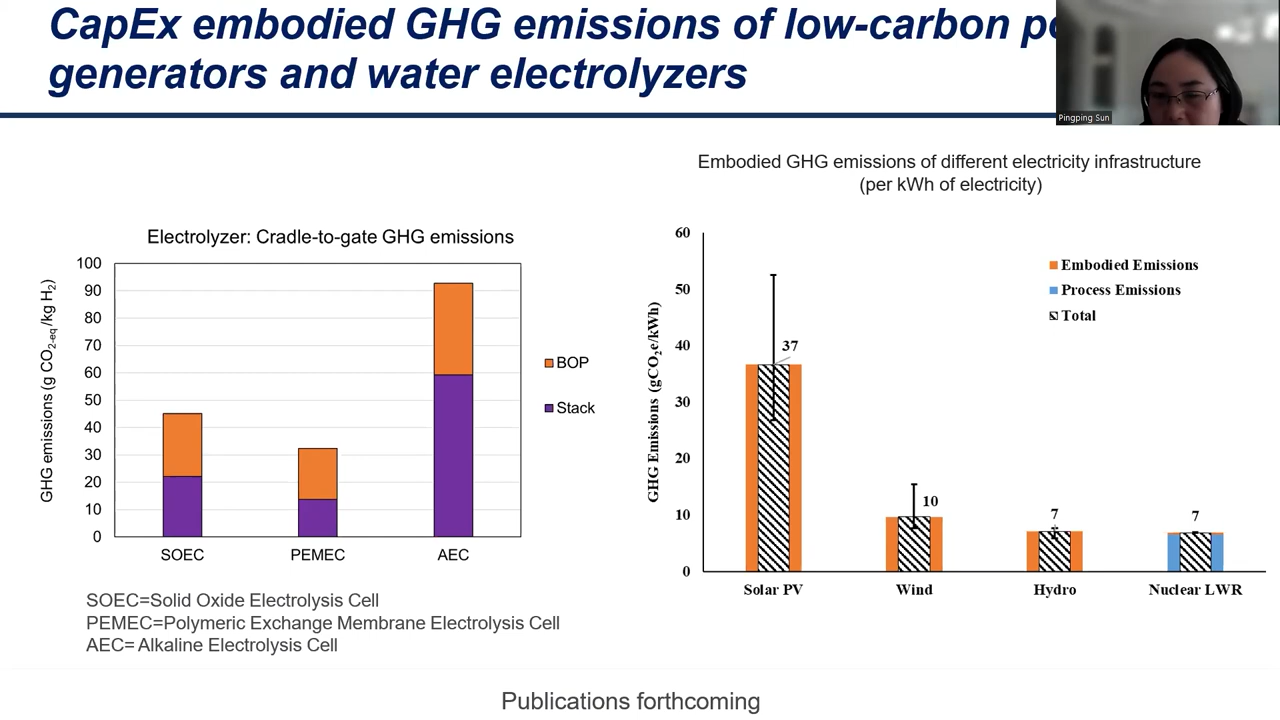 CapEx embodied GHG emissions of low-carbon
generators and water electrolyzers
Pingping Sun
Embodied GHG emissions of different electricity infrastructure
(per kWh of electricity)
Electrolyzer: Cradle-to-gate GHG emissions
GHG emissions (g CO2-eq /kg H2)
100
90
80
70
60
50
40
30
20
10
0
SOEC
PEMEC
AEC
BOP
Stack
SOEC=Solid Oxide Electrolysis Cell
PEMEC=Polymeric Exchange Membrane Electrolysis Cell
AEC= Alkaline Electrolysis Cell
GHG Emissions (gCO2e/kWh)
60
50
40
30
20
10
0
37
10
7
7
Solar PV
Wind
Hydro
Nuclear LWR
Embodied Emissions
Process Emissions
Total
Publications forthcoming